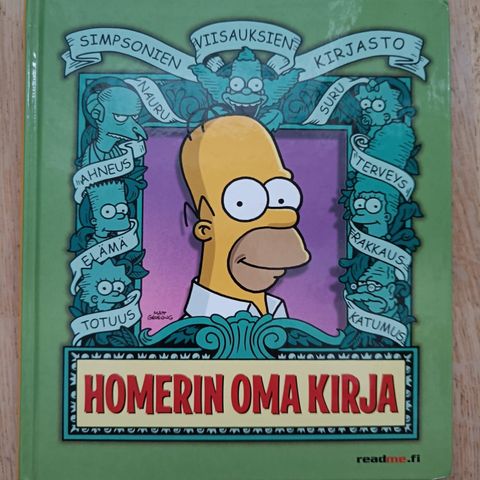 SIMPSONIEN VIISAUKSIEN KIRJASTO
NAURU
SURU
AHNEUS
TERVEYS
ELÄMÄ
RAKKAUS
TOTUUS
KATUMUS
MATT GROENING
HOMERIN OMA KIRJA
readme.fi